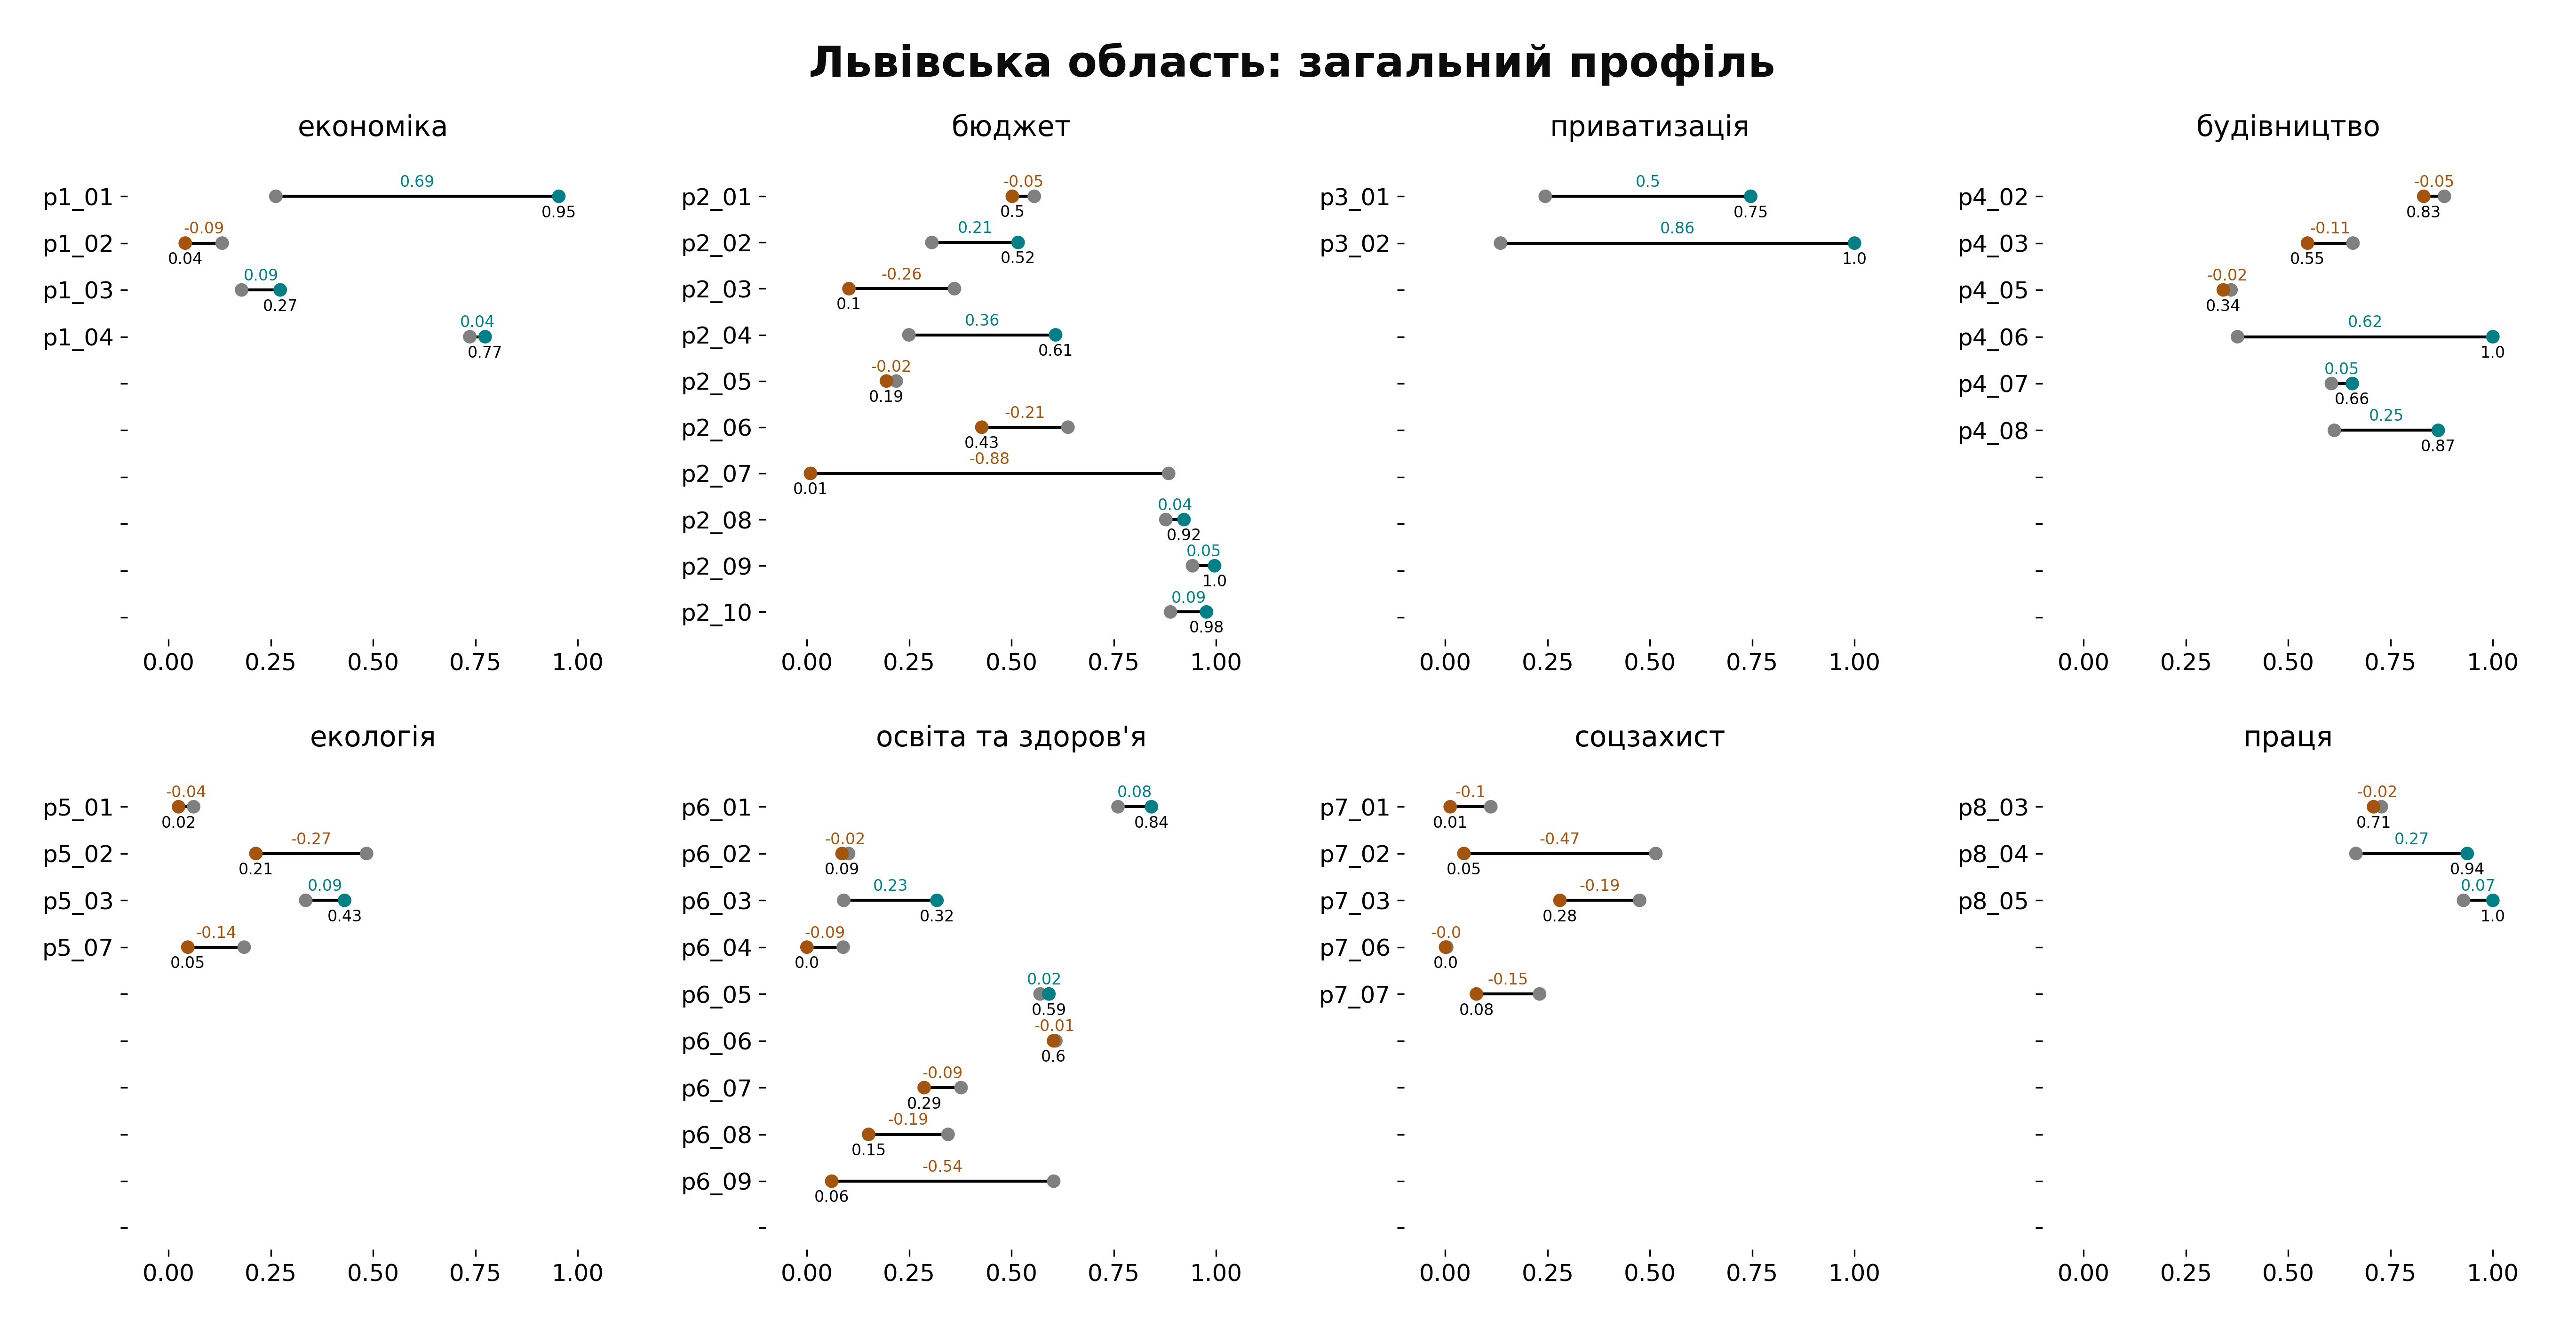 Львівська область: загальний профіль
економіка
p1_01
0.69
0.95
p1_02
-0.09
0.04
p1_03
0.09
0.27
p1_04
0.04
0.77
0.00 0.25 0.50 0.75 1.00
бюджет
p2_01
-0.05
0.5
p2_02
0.21
0.52
p2_03
-0.26
0.1
p2_04
0.36
0.61
p2_05
-0.02
0.19
p2_06
-0.21
0.43
p2_07
-0.88
0.01
p2_08
0.04
0.92
p2_09
0.05
1.0
p2_10
0.09
0.98
0.00 0.25 0.50 0.75 1.00
приватизація
p3_01
0.5
0.75
p3_02
0.86
1.0
0.00 0.25 0.50 0.75 1.00
будівництво
p4_02
-0.05
0.83
p4_03
-0.11
0.55
p4_05
-0.02
0.34
p4_06
0.62
1.0
p4_07
0.05
0.66
p4_08
0.25
0.87
0.00 0.25 0.50 0.75 1.00
екологія
p5_01
-0.04
0.02
p5_02
-0.27
0.21
p5_03
0.09
0.43
p5_07
-0.14
0.05
0.00 0.25 0.50 0.75 1.00
освіта та здоров'я
p6_01
0.08
0.84
p6_02
-0.02
0.09
p6_03
0.23
0.32
p6_04
-0.09
0.0
p6_05
0.02
0.59
p6_06
-0.01
0.6
p6_07
-0.09
0.29
p6_08
-0.19
0.15
p6_09
-0.54
0.06
0.00 0.25 0.50 0.75 1.00
соцзахист
p7_01
-0.1
0.01
p7_02
-0.47
0.05
p7_03
-0.19
0.28
p7_06
-0.0
0.0
p7_07
-0.15
0.08
0.00 0.25 0.50 0.75 1.00
праця
p8_03
-0.02
0.71
p8_04
0.27
0.94
p8_05
0.07
1.0
0.00 0.25 0.50 0.75 1.00